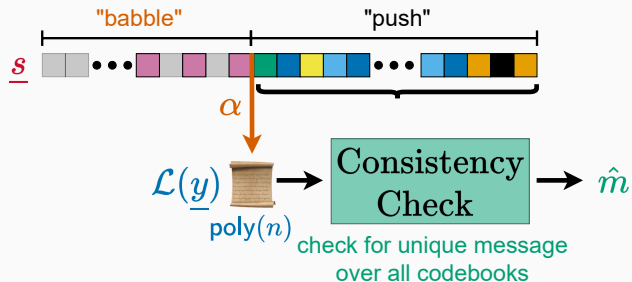 "babble" "push"
s
α
ℒ(y)
poly(n)
Consistency
Check
m̂
check for unique message
over all codebooks